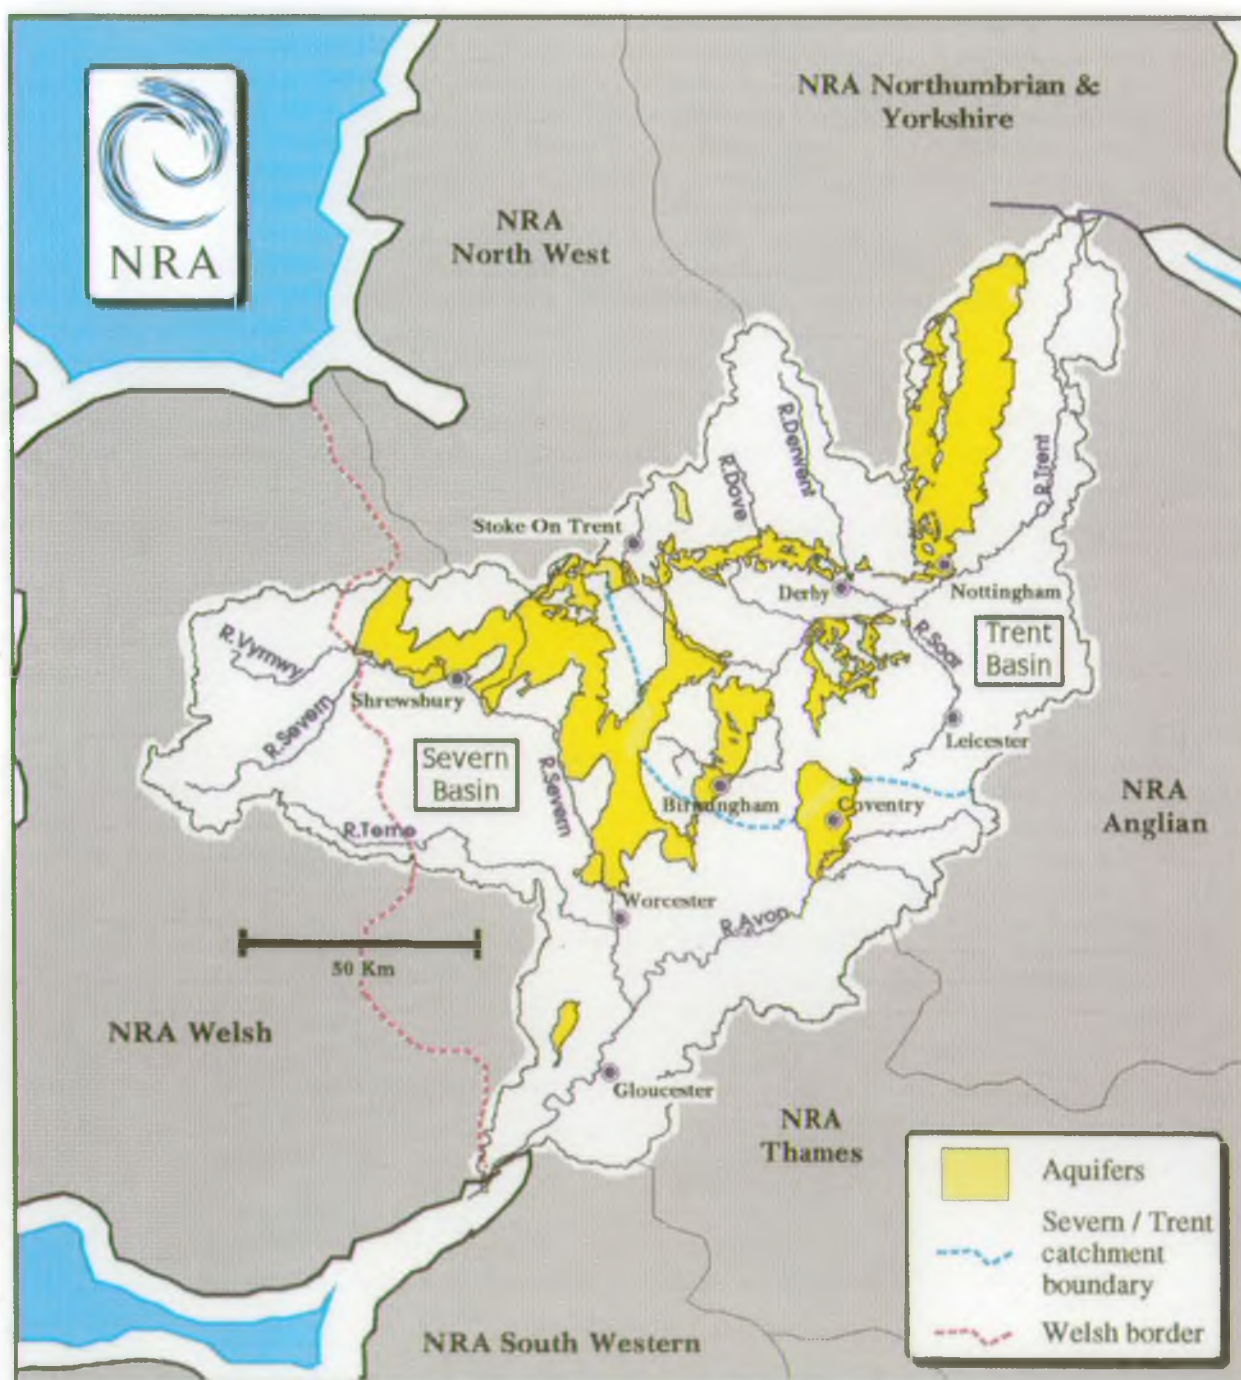 NRA
NRA Northumbrian &
Yorkshire
NRA
North West
R.Derwent
R.Dove
R.Trent
Stoke On Trent
Derby
Nottingham
Trent
Basin
R.Soar
R.Vyrnwy
Shrewsbury
R.Severn
Leicester
Severn
Basin
R.Severn
Birmingham
Coventry
NRA
Anglian
R.Teme
Worcester
R.Avon
50 Km
NRA Welsh
Gloucester
NRA
Thames
Aquifers
Severn / Trent
catchment
boundary
Welsh border
NRA South Western